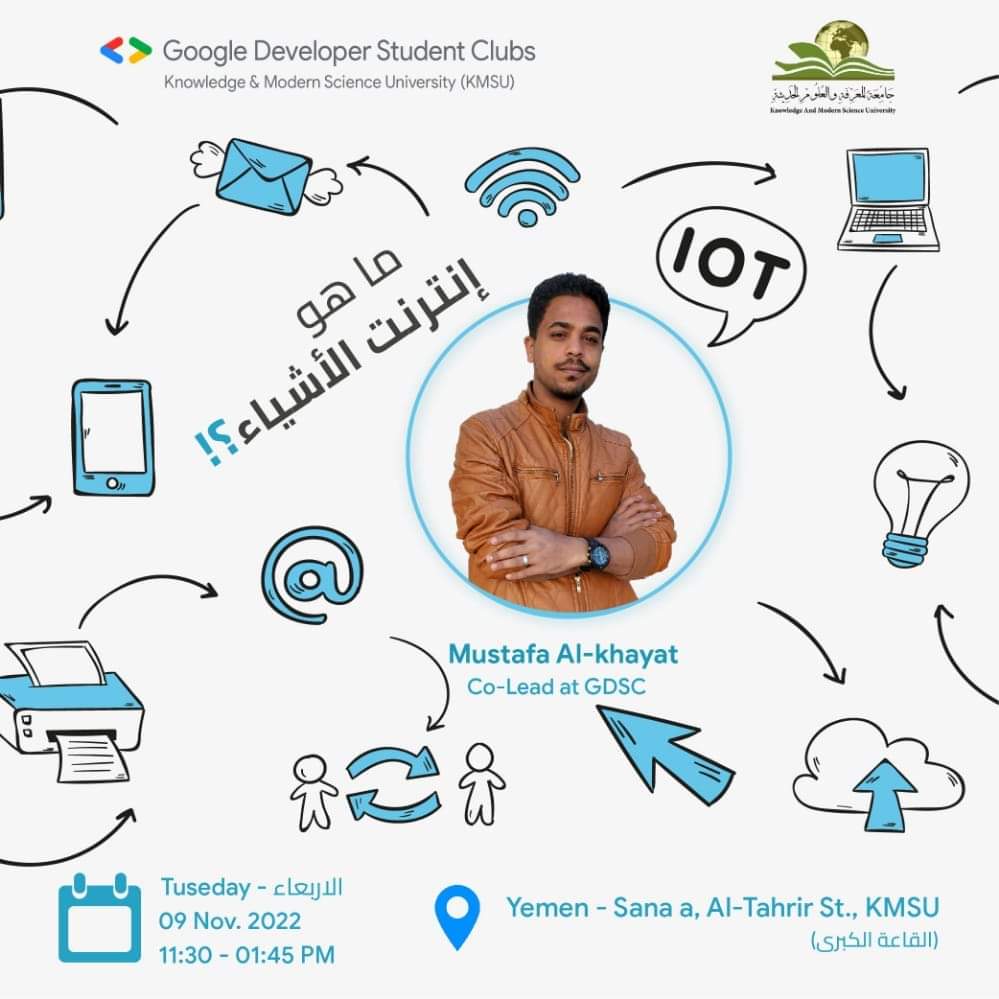 Google Developer Student Clubs
Knowledge & Modern Science University (KMSU)
جامعة المعرفة والعلوم الحديثة
Knowledge And Modern Science University
IOT
ما هو
إنترنت الأشياء؟!
Mustafa Al-khayat
Co-Lead at GDSC
Tuseday - الاربعاء
09 Nov. 2022
11:30 - 01:45 PM
Yemen - Sana a, Al-Tahrir St., KMSU
(القاعة الكبرى)